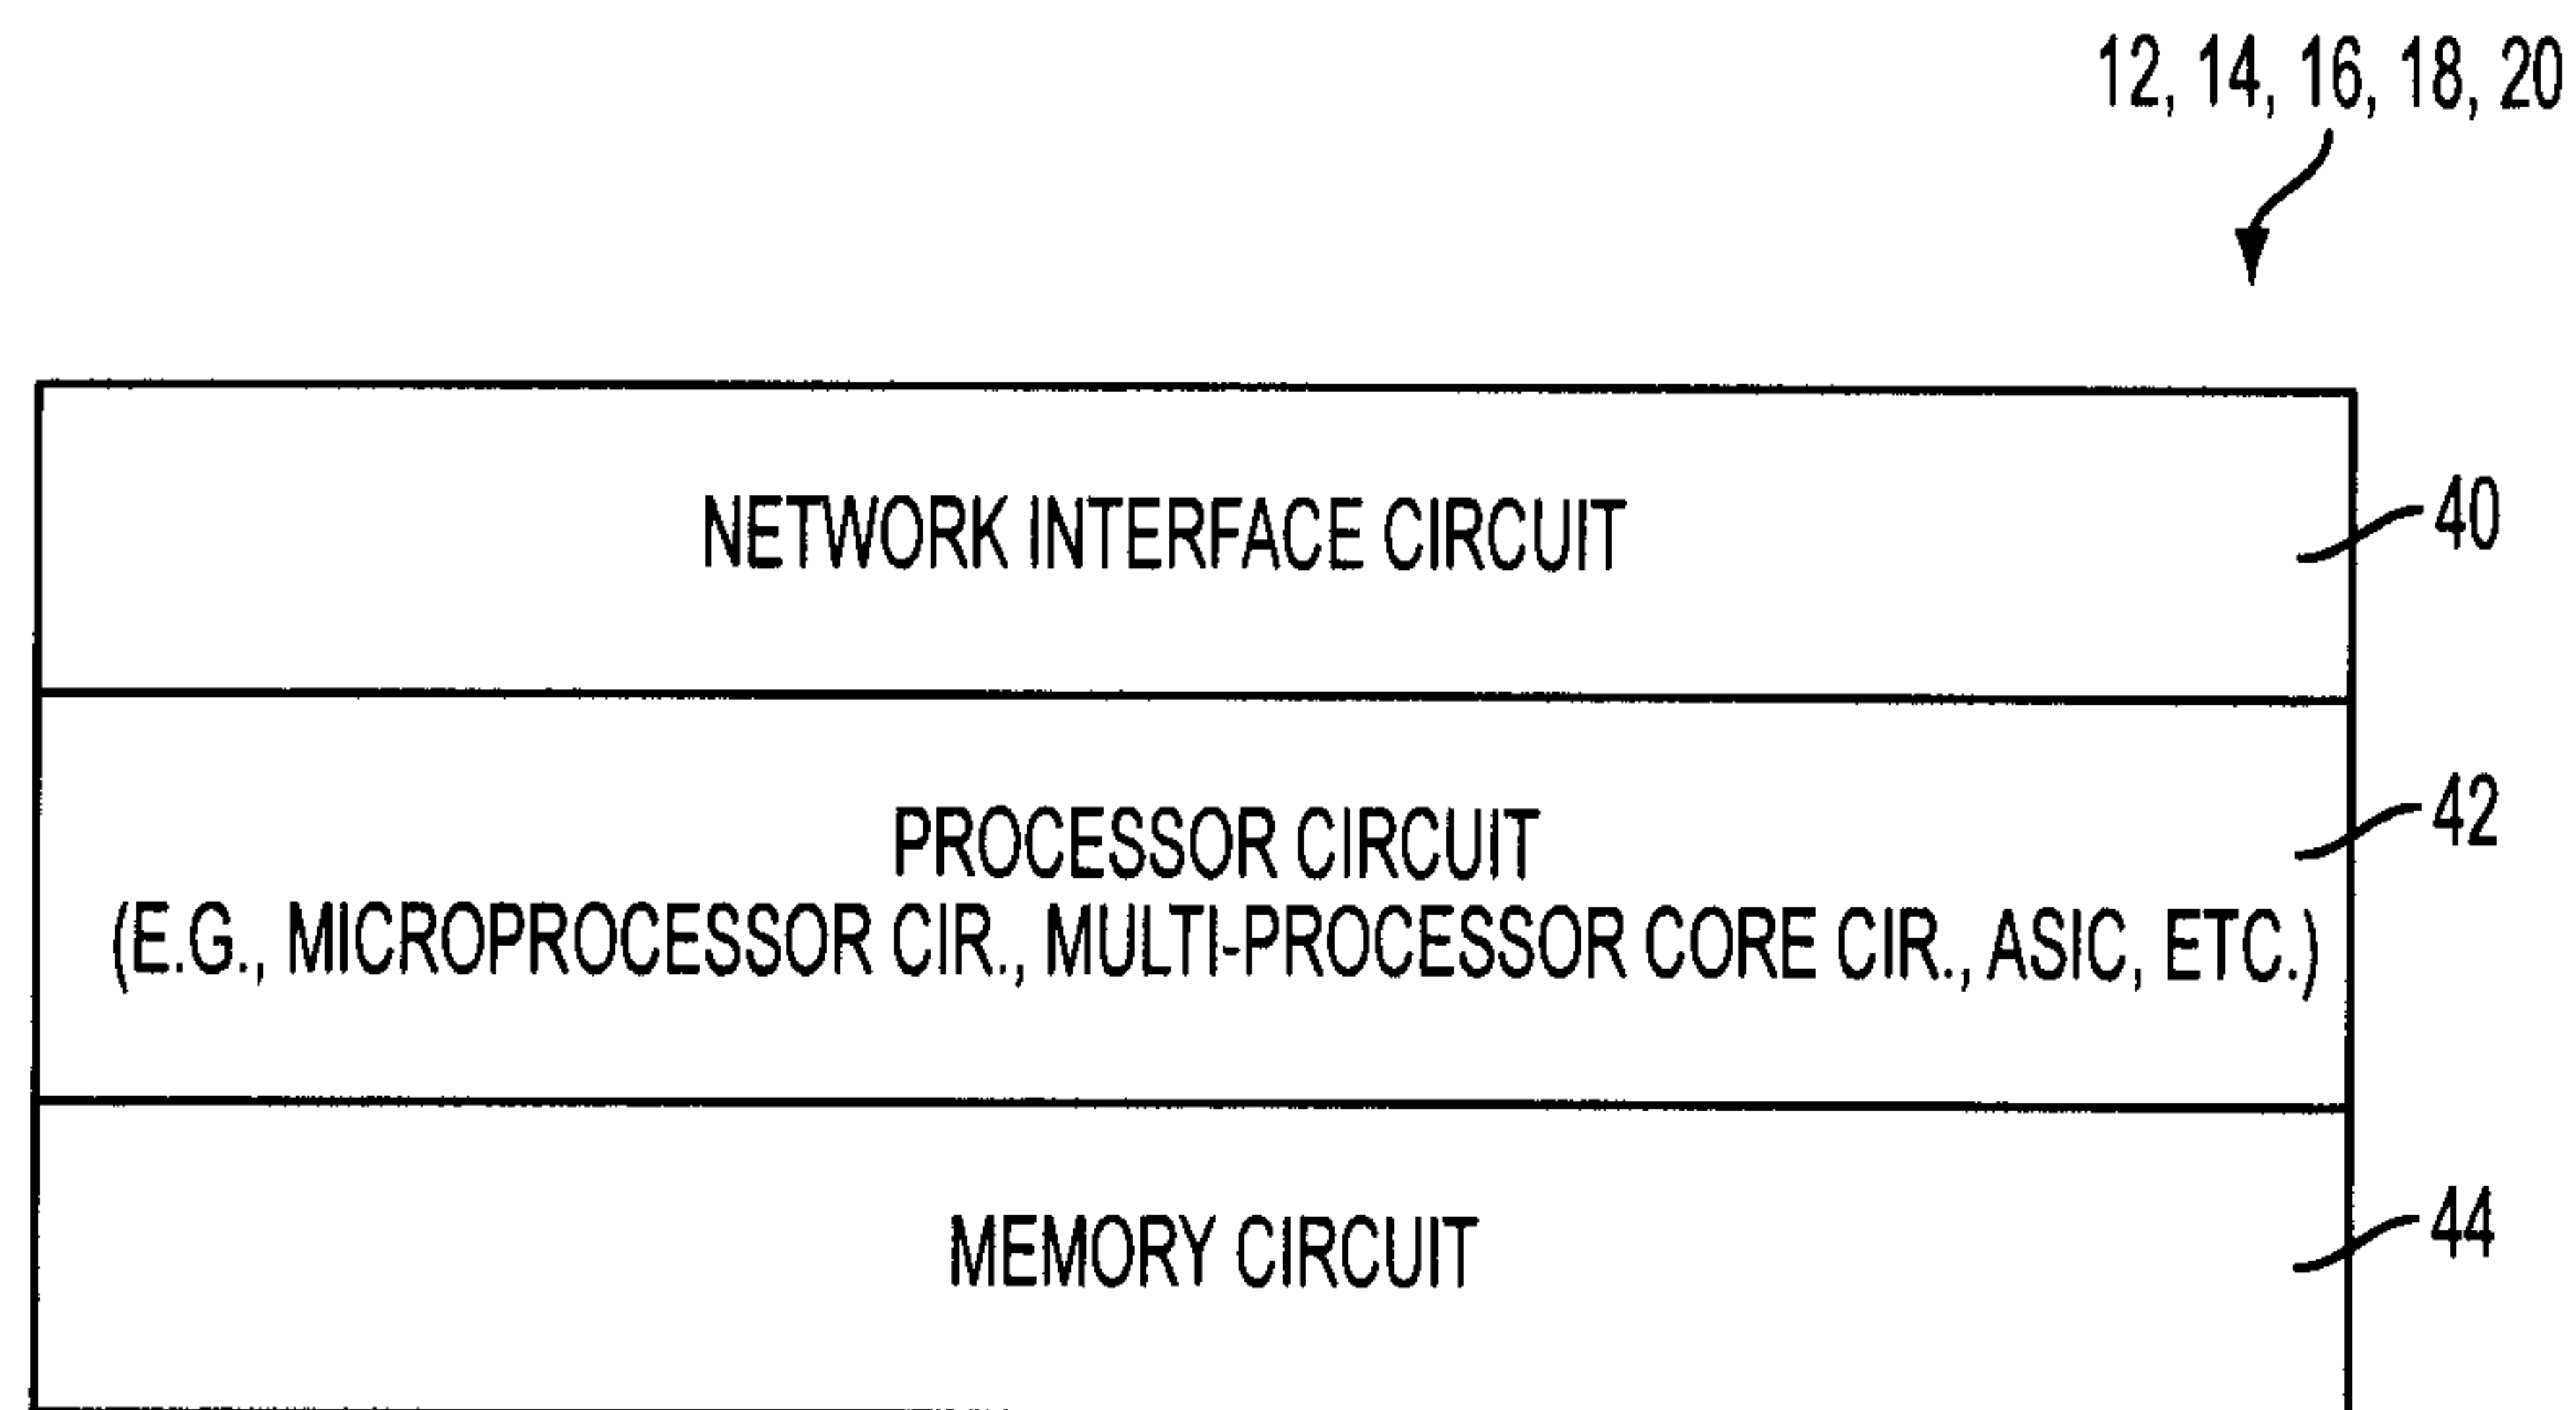 12, 14, 16, 18, 20
NETWORK INTERFACE CIRCUIT
40
PROCESSOR CIRCUIT
42
(E.G., MICROPROCESSOR CIR., MULTI-PROCESSOR CORE CIR., ASIC, ETC.)
MEMORY CIRCUIT
44